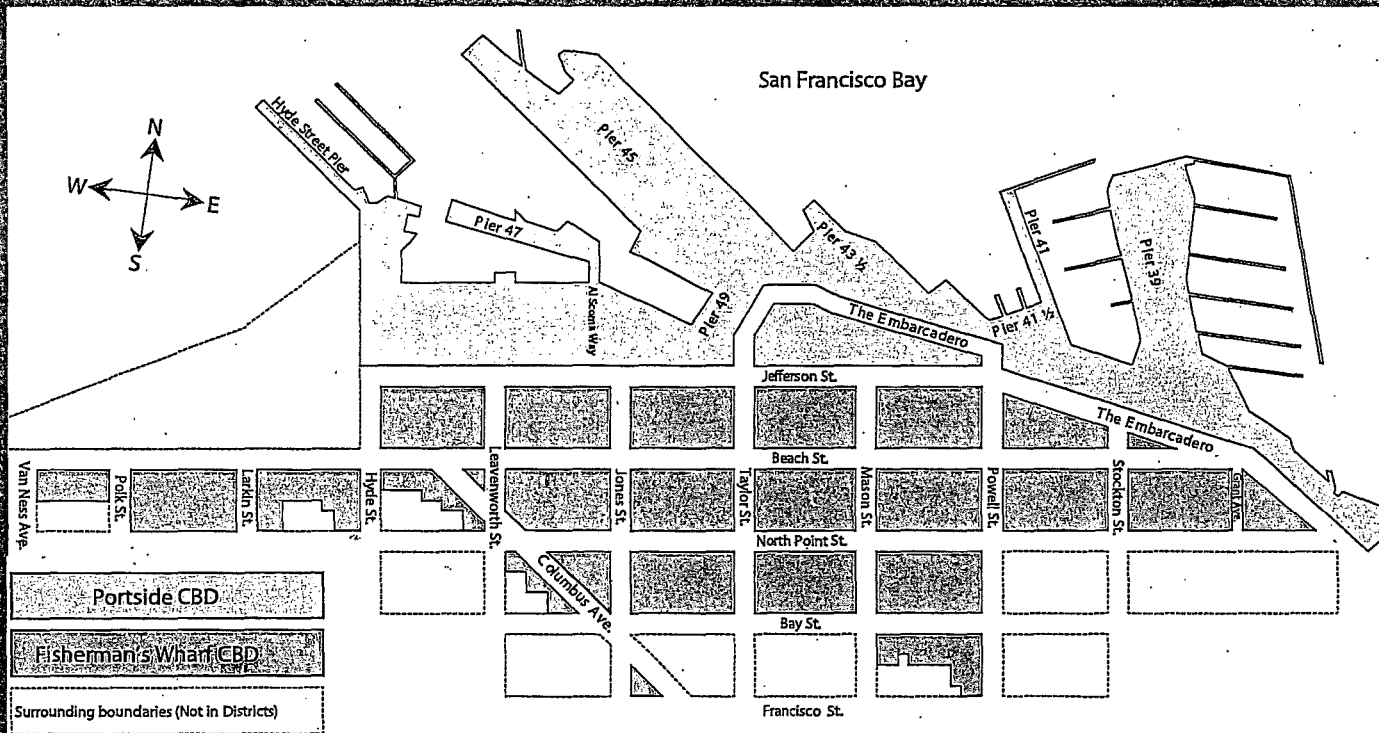 San Francisco Bay
N
W
E
S
Hyde Street Pier
Pier 45
Pier 47
Pier 43 ½
Pier 41
Pier 39
Pier 49
Al Scoma Way
The Embarcadero
Pier 41 ½
Jefferson St.
The Embarcadero
Beach St.
Van Ness Ave.
Polk St.
Larkin St.
Hyde St.
Leavenworth St.
Jones St.
Taylor St.
Mason St.
Powell St.
Stockton St.
Grant Ave.
North Point St.
Columbus Ave.
Bay St.
Francisco St.
Portside CBD
Fisherman's Wharf CBD
Surrounding boundaries (Not in Districts)